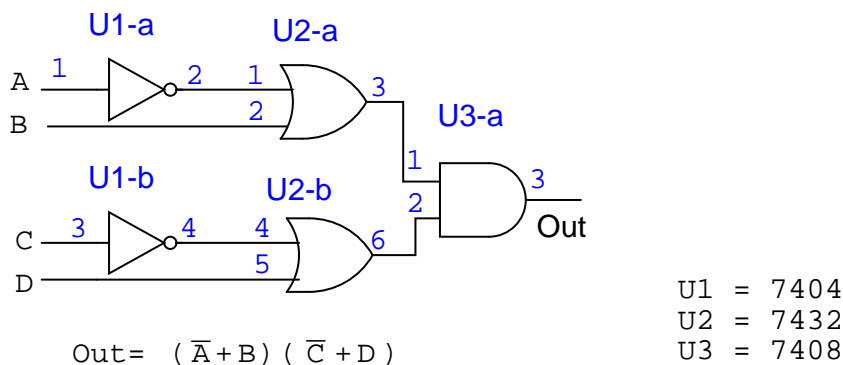 U1-a
U2-a
A 1 2 1 3
B 2
U3-a
1
U1-b
U2-b
2 3
Out
C 3 4 4 6
D 5
U1 = 7404
U2 = 7432
U3 = 7408
Out= (A̅+B)(C̅+D)